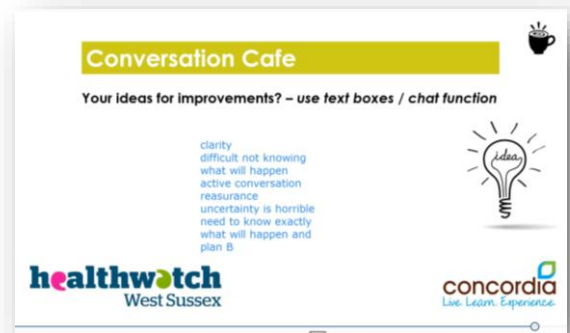 Conversation Cafe
Your ideas for improvements? – use text boxes / chat function
clarity
difficult not knowing
what will happen
active conversation
reasurance
uncertainty is horrible
need to know exactly
what will happen and
plan B
idea
healthwatch
West Sussex
concordia
Live. Learn. Experience.